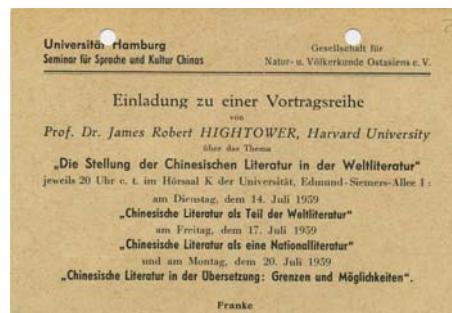 Universität Hamburg
Seminar für Sprache und Kultur Chinas
Gesellschaft für
Natur- u. Völkerkunde Ostasiens e. V.
Einladung zu einer Vortragsreihe
von
Prof. Dr. James Robert HIGHTOWER, Harvard University
über das Thema
„Die Stellung der Chinesischen Literatur in der Weltliteratur"
jeweils 20 Uhr c. t. im Hörsaal K der Universität, Edmund-Siemers-Allee 1 :
am Dienstag, dem 14. Juli 1959
„Chinesische Literatur als Teil der Weltliteratur"
am Freitag, dem 17. Juli 1959
„Chinesische Literatur als eine Nationalliteratur"
und am Montag, dem 20. Juli 1959
„Chinesische Literatur in der Übersetzung: Grenzen und Möglichkeiten".
Franke